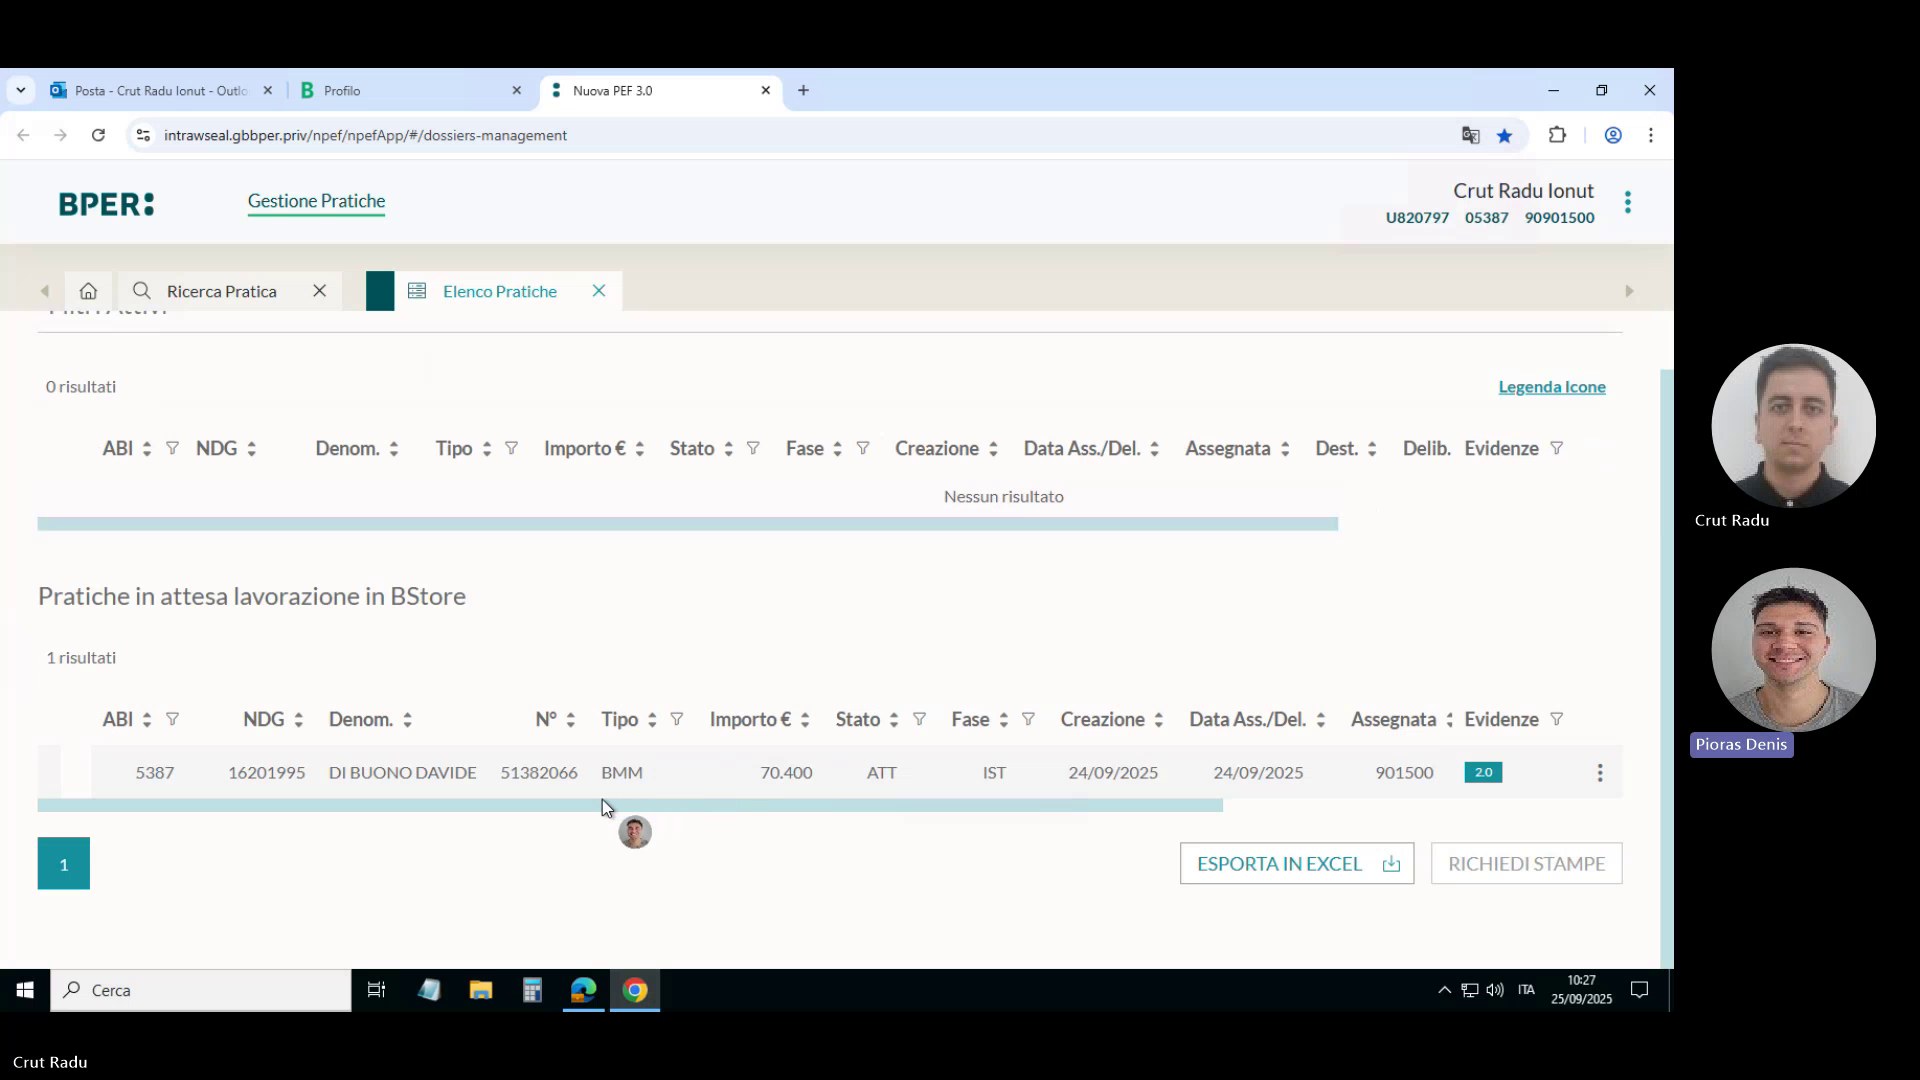 Posta - Crut Radu Ionut - Outlo
Profilo
Nuova PEF 3.0
intrawseal.gbbper.priv/npef/npefApp/#/dossiers-management
BPER:
Gestione Pratiche
Crut Radu Ionut
U820797 05387 90901500
Ricerca Pratica
Elenco Pratiche
Filtri Attivi
0 risultati
Legenda Icone
ABI NDG Denom. Tipo Importo € Stato Fase Creazione Data Ass./Del. Assegnata Dest. Delib. Evidenze
Nessun risultato
Pratiche in attesa lavorazione in BStore
1 risultati
ABI NDG Denom. N° Tipo Importo € Stato Fase Creazione Data Ass./Del. Assegnata Evidenze
5387 16201995 DI BUONO DAVIDE 51382066 BMM 70.400 ATT IST 24/09/2025 24/09/2025 901500 2.0
1
ESPORTA IN EXCEL
RICHIEDI STAMPE
Cerca
ITA
10:27
25/09/2025
Crut Radu
Pioras Denis
Crut Radu